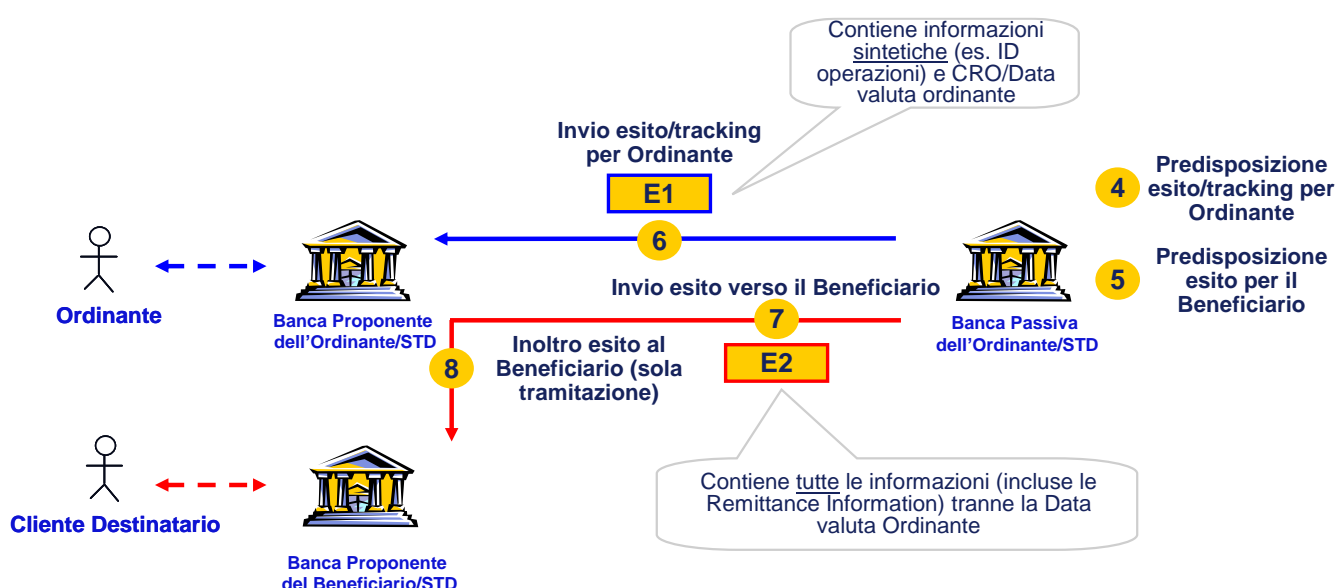 Contiene informazioni
sintetiche (es. ID
operazioni) e CRO/Data
valuta ordinante
Invio esito/tracking
per Ordinante
E1
6
4
Predisposizione
esito/tracking per
Ordinante
5
Predisposizione
esito per il
Beneficiario
Ordinante
Banca Proponente
dell'Ordinante/STD
Invio esito verso il Beneficiario
7
E2
Banca Passiva
dell'Ordinante/STD
8
Inoltro esito al
Beneficiario (sola
tramitazione)
Contiene tutte le informazioni (incluse le
Remittance Information) tranne la Data
valuta Ordinante
Cliente Destinatario
Banca Proponente
del Beneficiario/STD